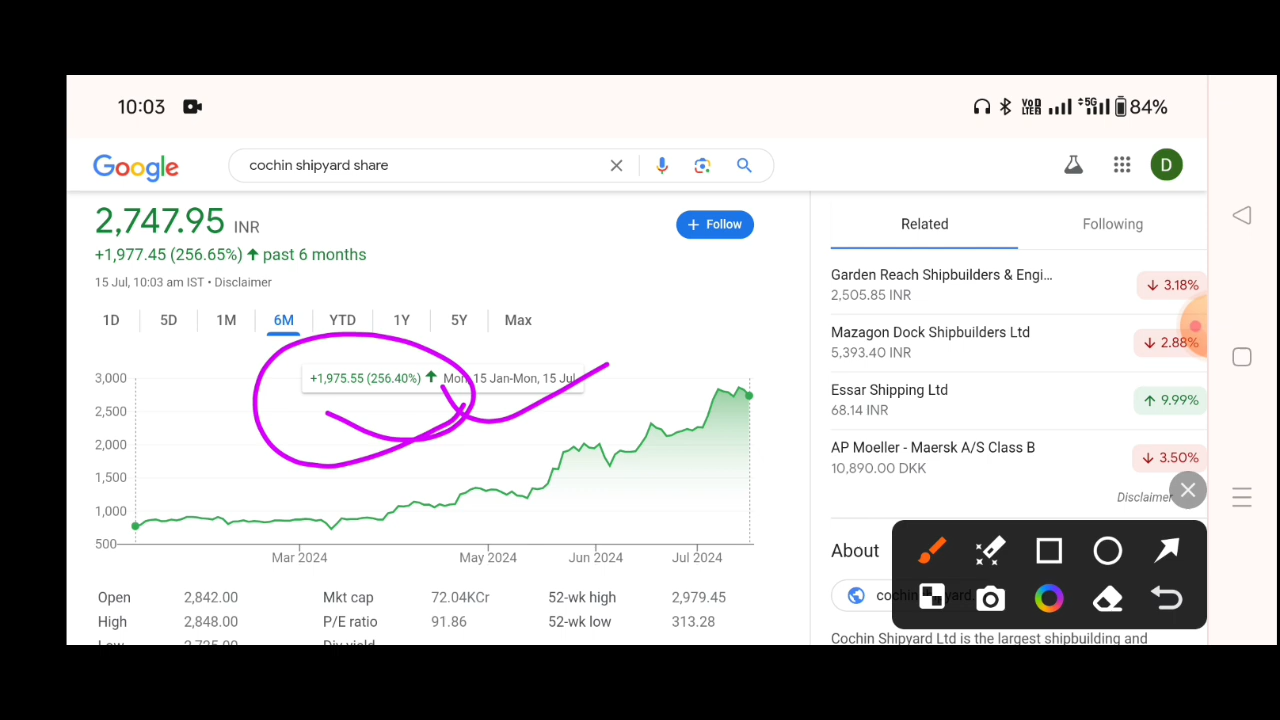 10:03
VoD LTED 5G 84%
Google
cochin shipyard share
D
2,747.95 INR
+ Follow
+1,977.45 (256.65%) ↑ past 6 months
15 Jul, 10:03 am IST • Disclaimer
1D 5D 1M 6M YTD 1Y 5Y Max
+1,975.55 (256.40%) ↑ Mon, 15 Jan-Mon, 15 Jul
3,000
2,500
2,000
1,500
1,000
500
Mar 2024 May 2024 Jun 2024 Jul 2024
Open 2,842.00 Mkt cap 72.04KCr 52-wk high 2,979.45
High 2,848.00 P/E ratio 91.86 52-wk low 313.28
Related Following
Garden Reach Shipbuilders & Engi...
2,505.85 INR
↓ 3.18%
Mazagon Dock Shipbuilders Ltd
5,393.40 INR
↓ 2.88%
Essar Shipping Ltd
68.14 INR
↑ 9.99%
AP Moeller - Maersk A/S Class B
10,890.00 DKK
↓ 3.50%
Disclaimer
About
Cochin Shipyard Ltd is the largest shipbuilding and